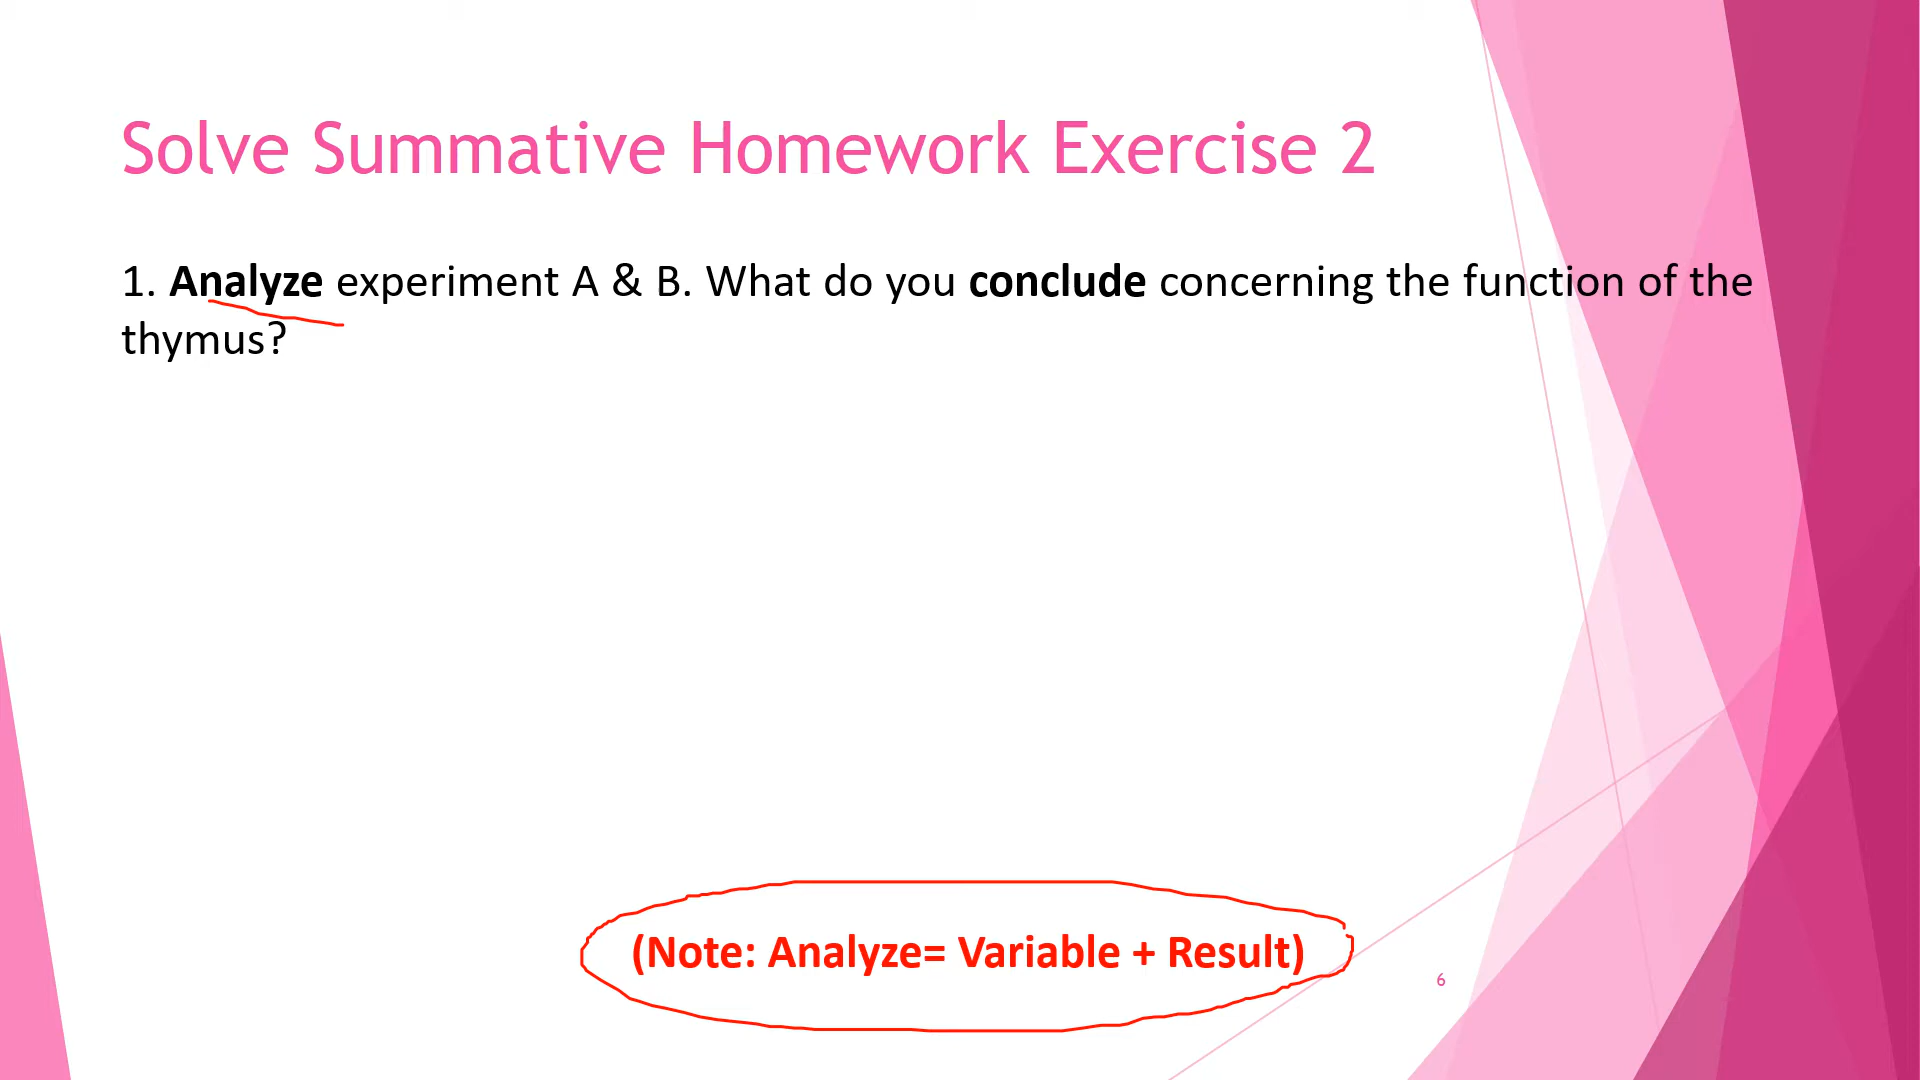 Solve Summative Homework Exercise 2
1. Analyze experiment A & B. What do you conclude concerning the function of the
thymus?
(Note: Analyze= Variable + Result)
6